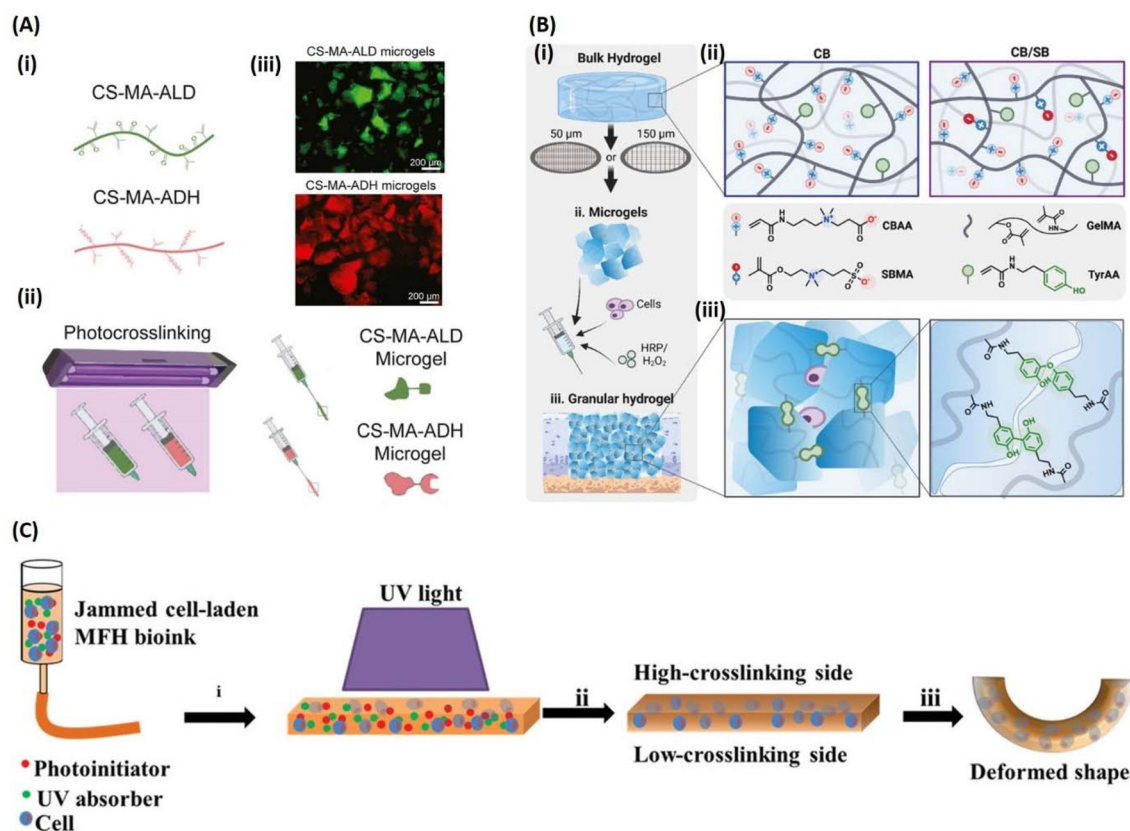 (A)
(i)
CS-MA-ALD
CS-MA-ADH
(iii)
CS-MA-ALD microgels
200 μm
CS-MA-ADH microgels
200 μm
(ii)
Photocrosslinking
CS-MA-ALD
Microgel
CS-MA-ADH
Microgel
(B)
(i)
Bulk Hydrogel
50 μm
150 μm
or
ii. Microgels
Cells
HRP/
H₂O₂
iii. Granular hydrogel
(ii)
CB
CB/SB
CBAA
GelMA
SBMA
TyrAA
(iii)
(C)
Jammed cell-laden
MFH bioink
Photoinitiator
UV absorber
Cell
i
UV light
ii
High-crosslinking side
Low-crosslinking side
iii
Deformed shape